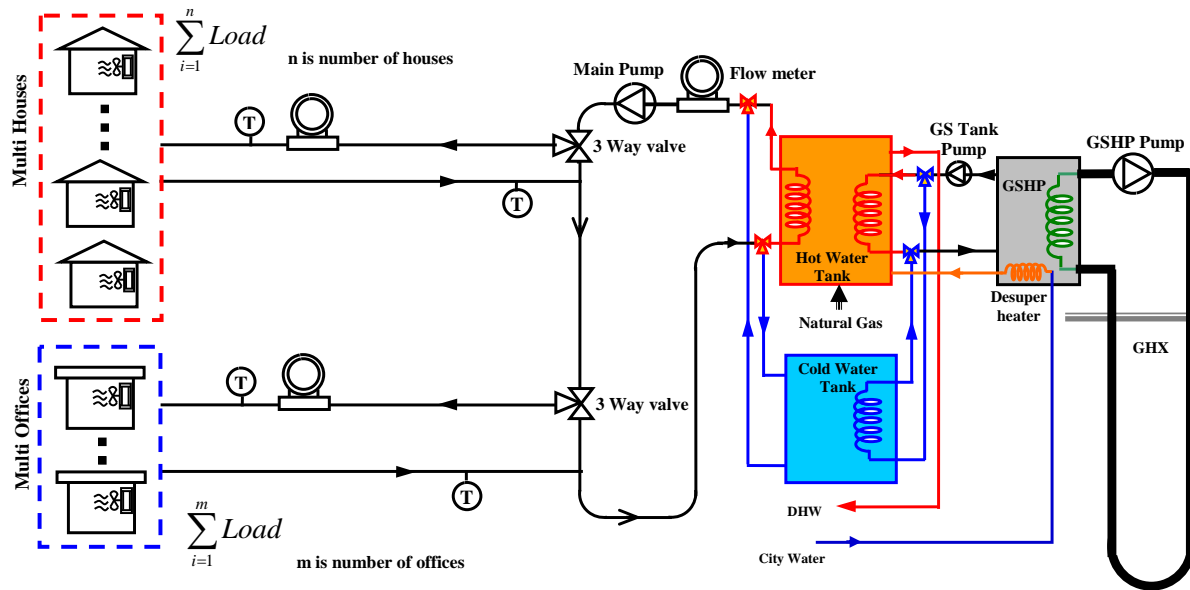 n
∑ Load
i=1
n is number of houses
Multi Houses
T
T
Main Pump
Flow meter
3 Way valve
GS Tank
Pump
GSHP Pump
GSHP
Hot Water
Tank
Desuper
heater
Natural Gas
GHX
Cold Water
Tank
Multi Offices
T
3 Way valve
T
m
∑ Load
i=1
m is number of offices
DHW
City Water